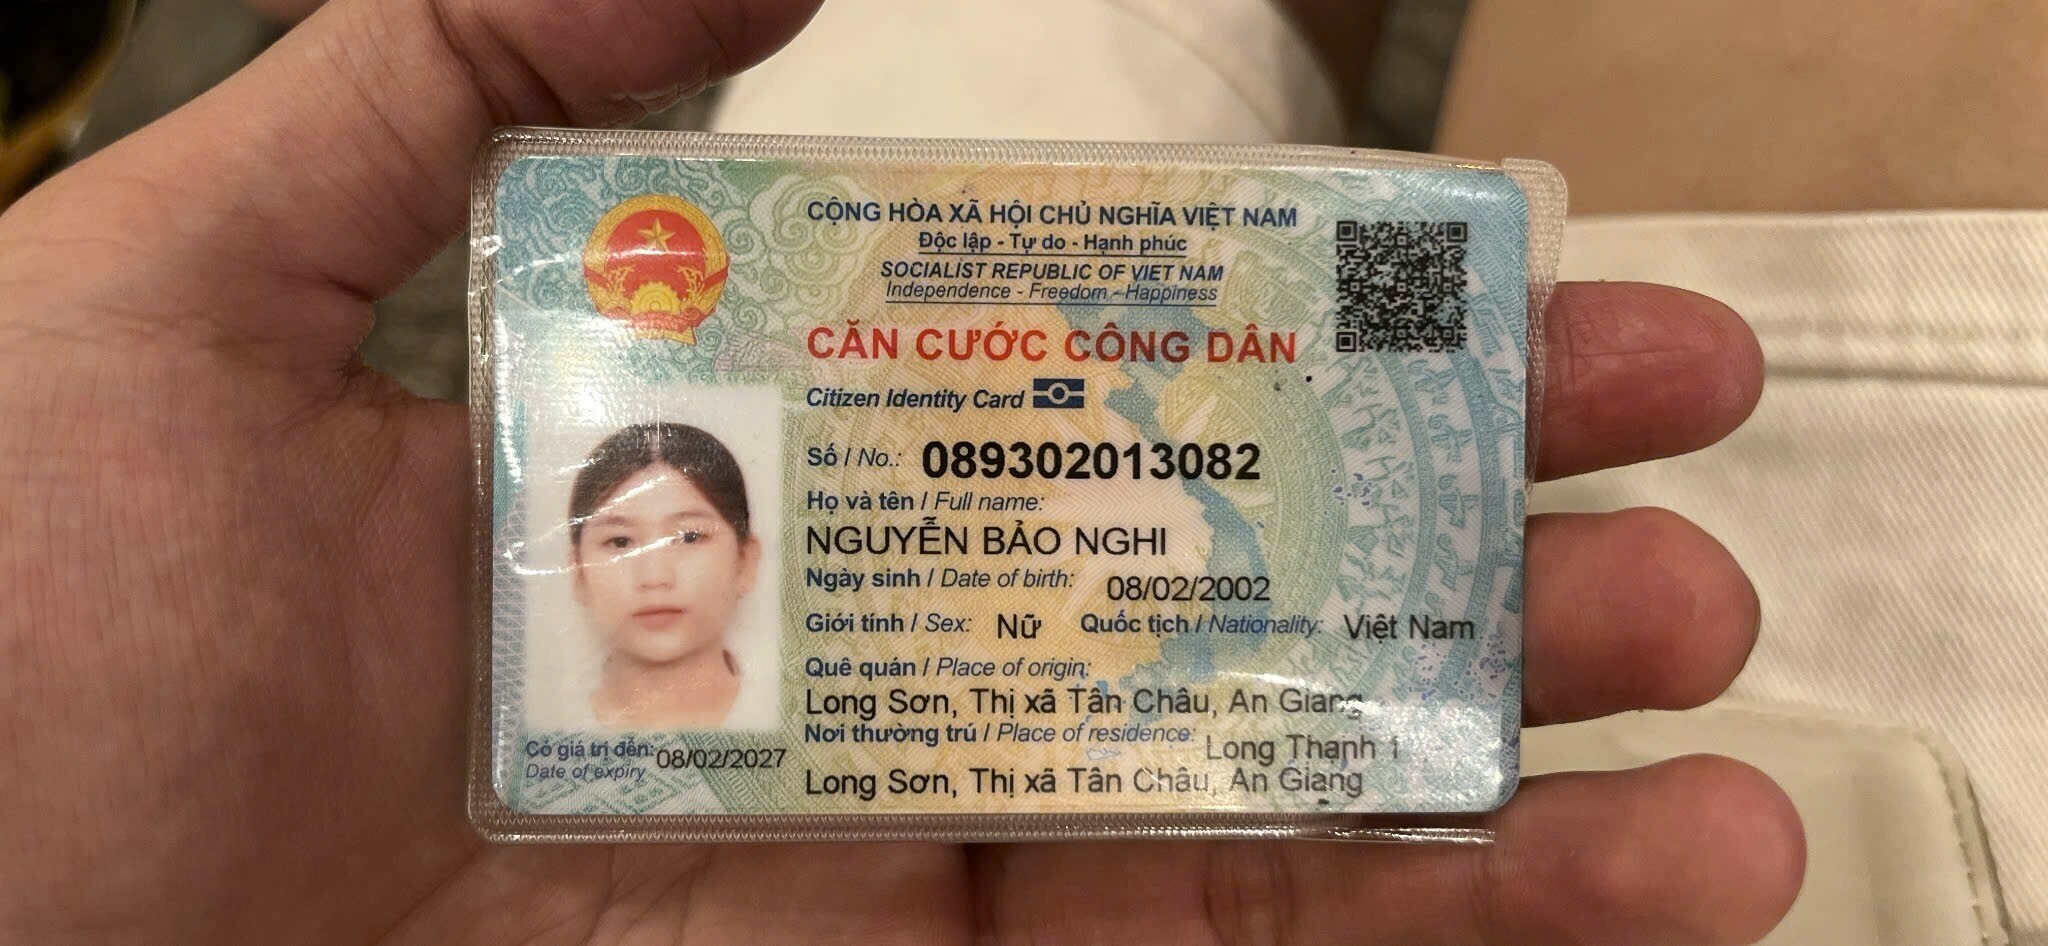 CỘNG HÒA XÃ HỘI CHỦ NGHĨA VIỆT NAM
Độc lập - Tự do - Hạnh phúc
SOCIALIST REPUBLIC OF VIET NAM
Independence - Freedom - Happiness
CĂN CƯỚC CÔNG DÂN
Citizen Identity Card
Số / No.: 089302013082
Họ và tên / Full name:
NGUYỄN BẢO NGHI
Ngày sinh / Date of birth: 08/02/2002
Giới tính / Sex: Nữ Quốc tịch / Nationality: Việt Nam
Quê quán / Place of origin:
Long Sơn, Thị xã Tân Châu, An Giang
Nơi thường trú / Place of residence: Long Thạnh 1
Long Sơn, Thị xã Tân Châu, An Giang
Có giá trị đến: 08/02/2027
Date of expiry